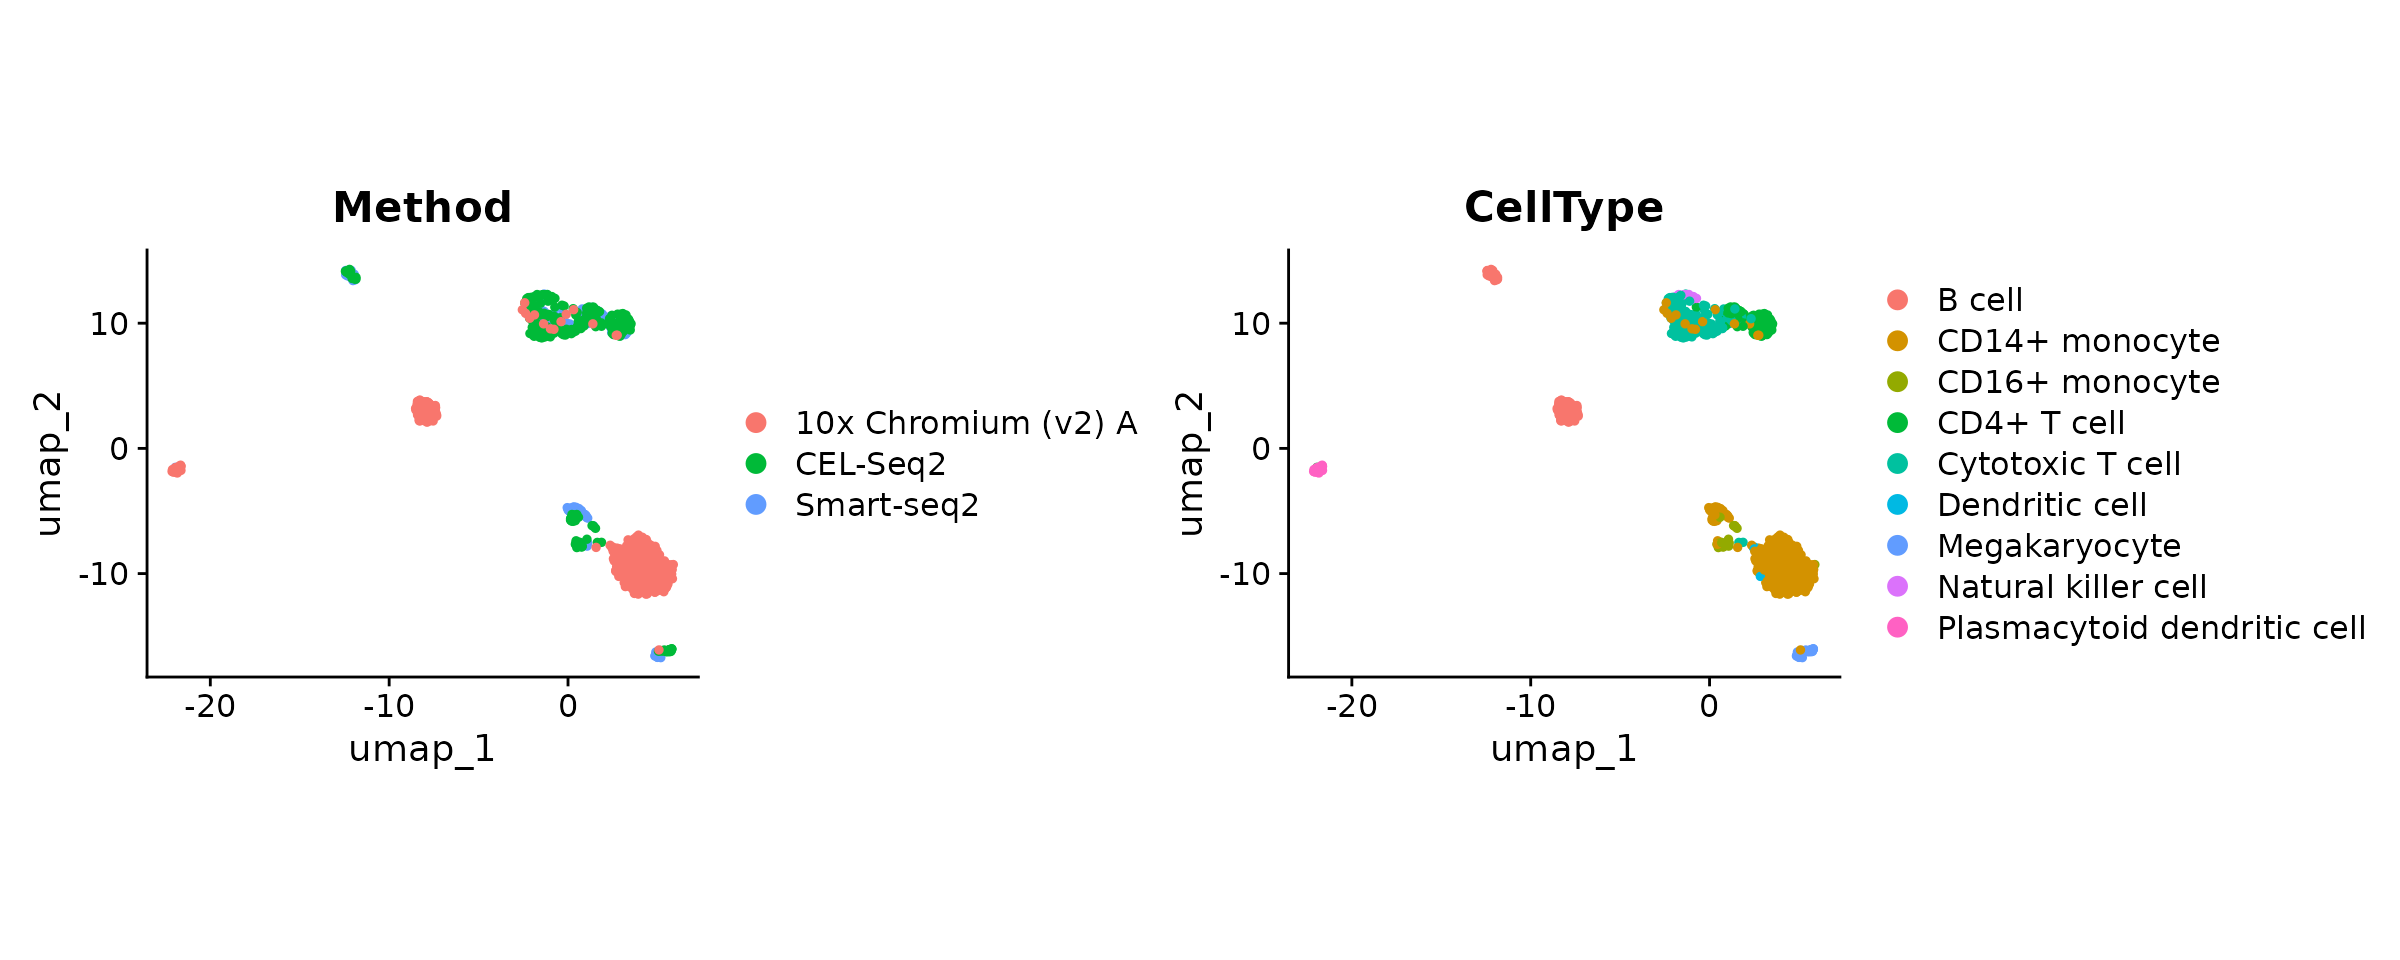 Method
10
0
-10
umap_2
-20
-10
0
umap_1
10x Chromium (v2) A
CEL-Seq2
Smart-seq2
CellType
10
0
-10
umap_2
-20
-10
0
umap_1
B cell
CD14+ monocyte
CD16+ monocyte
CD4+ T cell
Cytotoxic T cell
Dendritic cell
Megakaryocyte
Natural killer cell
Plasmacytoid dendritic cell